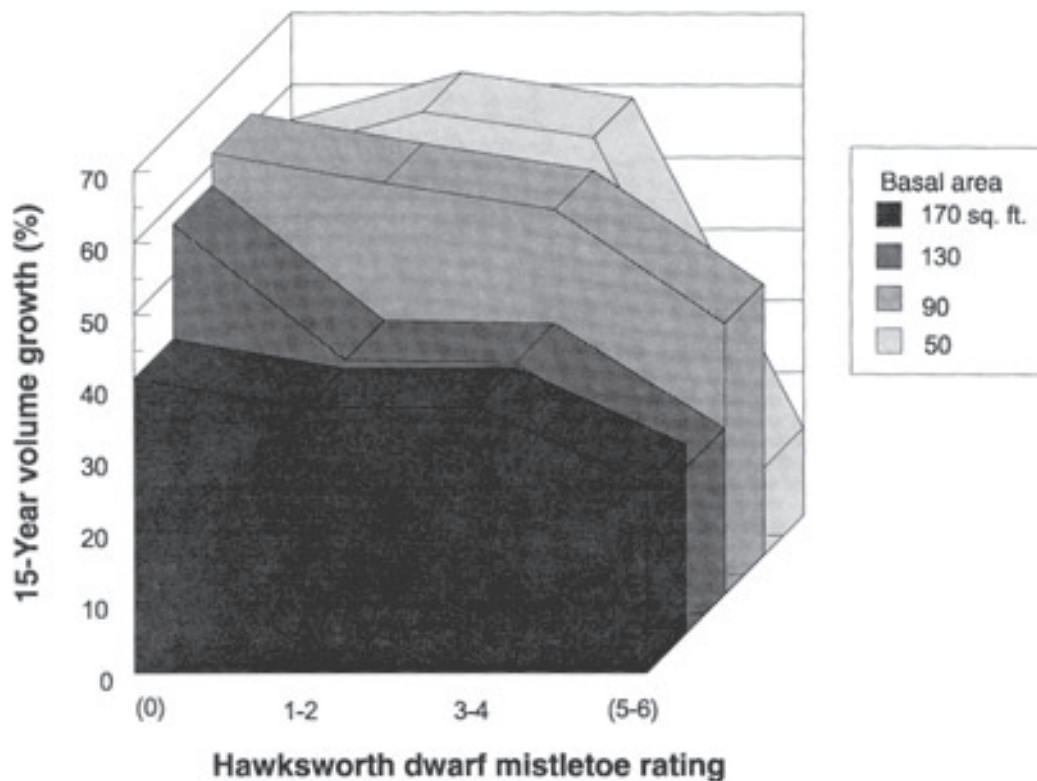 15-Year volume growth (%)
70
60
50
40
30
20
10
0
(0) 1-2 3-4 (5-6)
Hawksworth dwarf mistletoe rating
Basal area
170 sq. ft.
130
90
50